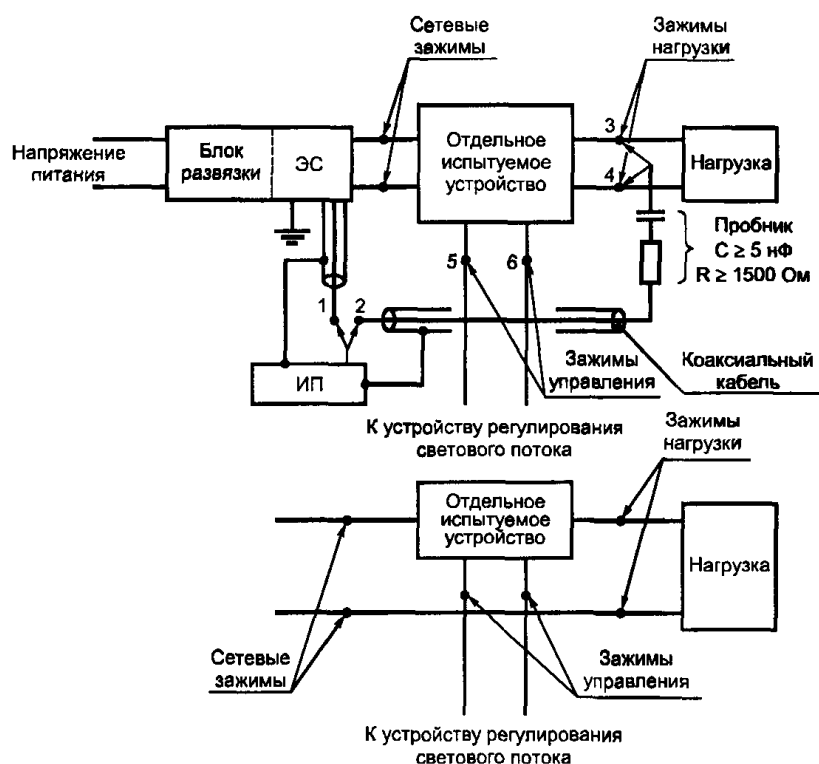 Сетевые
зажимы
Зажимы
нагрузки
Напряжение
питания
Блок
развязки
ЭС
Отдельное
испытуемое
устройство
3
4
Нагрузка
Пробник
C ≥ 5 нФ
R ≥ 1500 Ом
5
6
1
2
ИП
Зажимы
управления
Коаксиальный
кабель
К устройству регулирования
светового потока
Зажимы
нагрузки
Отдельное
испытуемое
устройство
Нагрузка
Сетевые
зажимы
Зажимы
управления
К устройству регулирования
светового потока